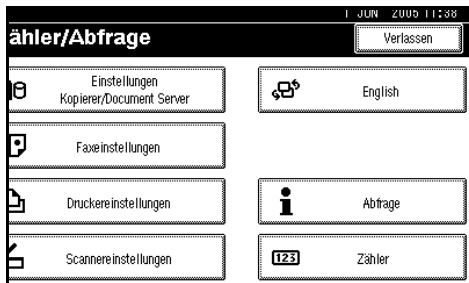 1 JUN 2005 11:38
ähler/Abfrage
Verlassen
Einstellungen
Kopierer/Document Server
English
Faxeinstellungen
Druckereinstellungen
Abfrage
Scannereinstellungen
123
Zähler